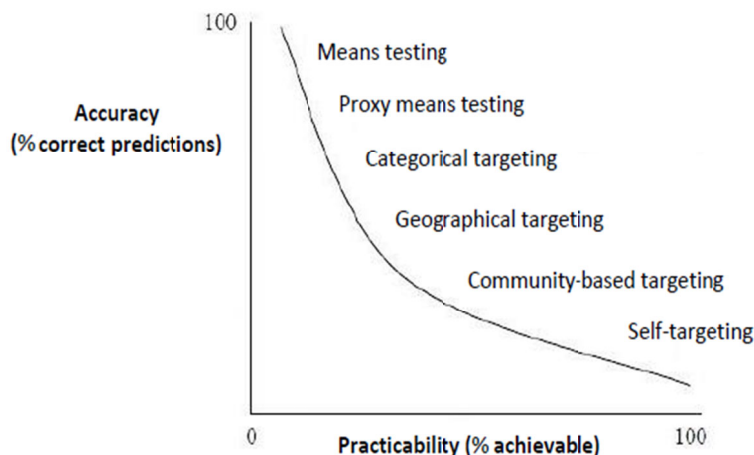 100
Means testing
Accuracy
(% correct predictions)
Proxy means testing
Categorical targeting
Geographical targeting
Community-based targeting
Self-targeting
0
Practicability (% achievable)
100